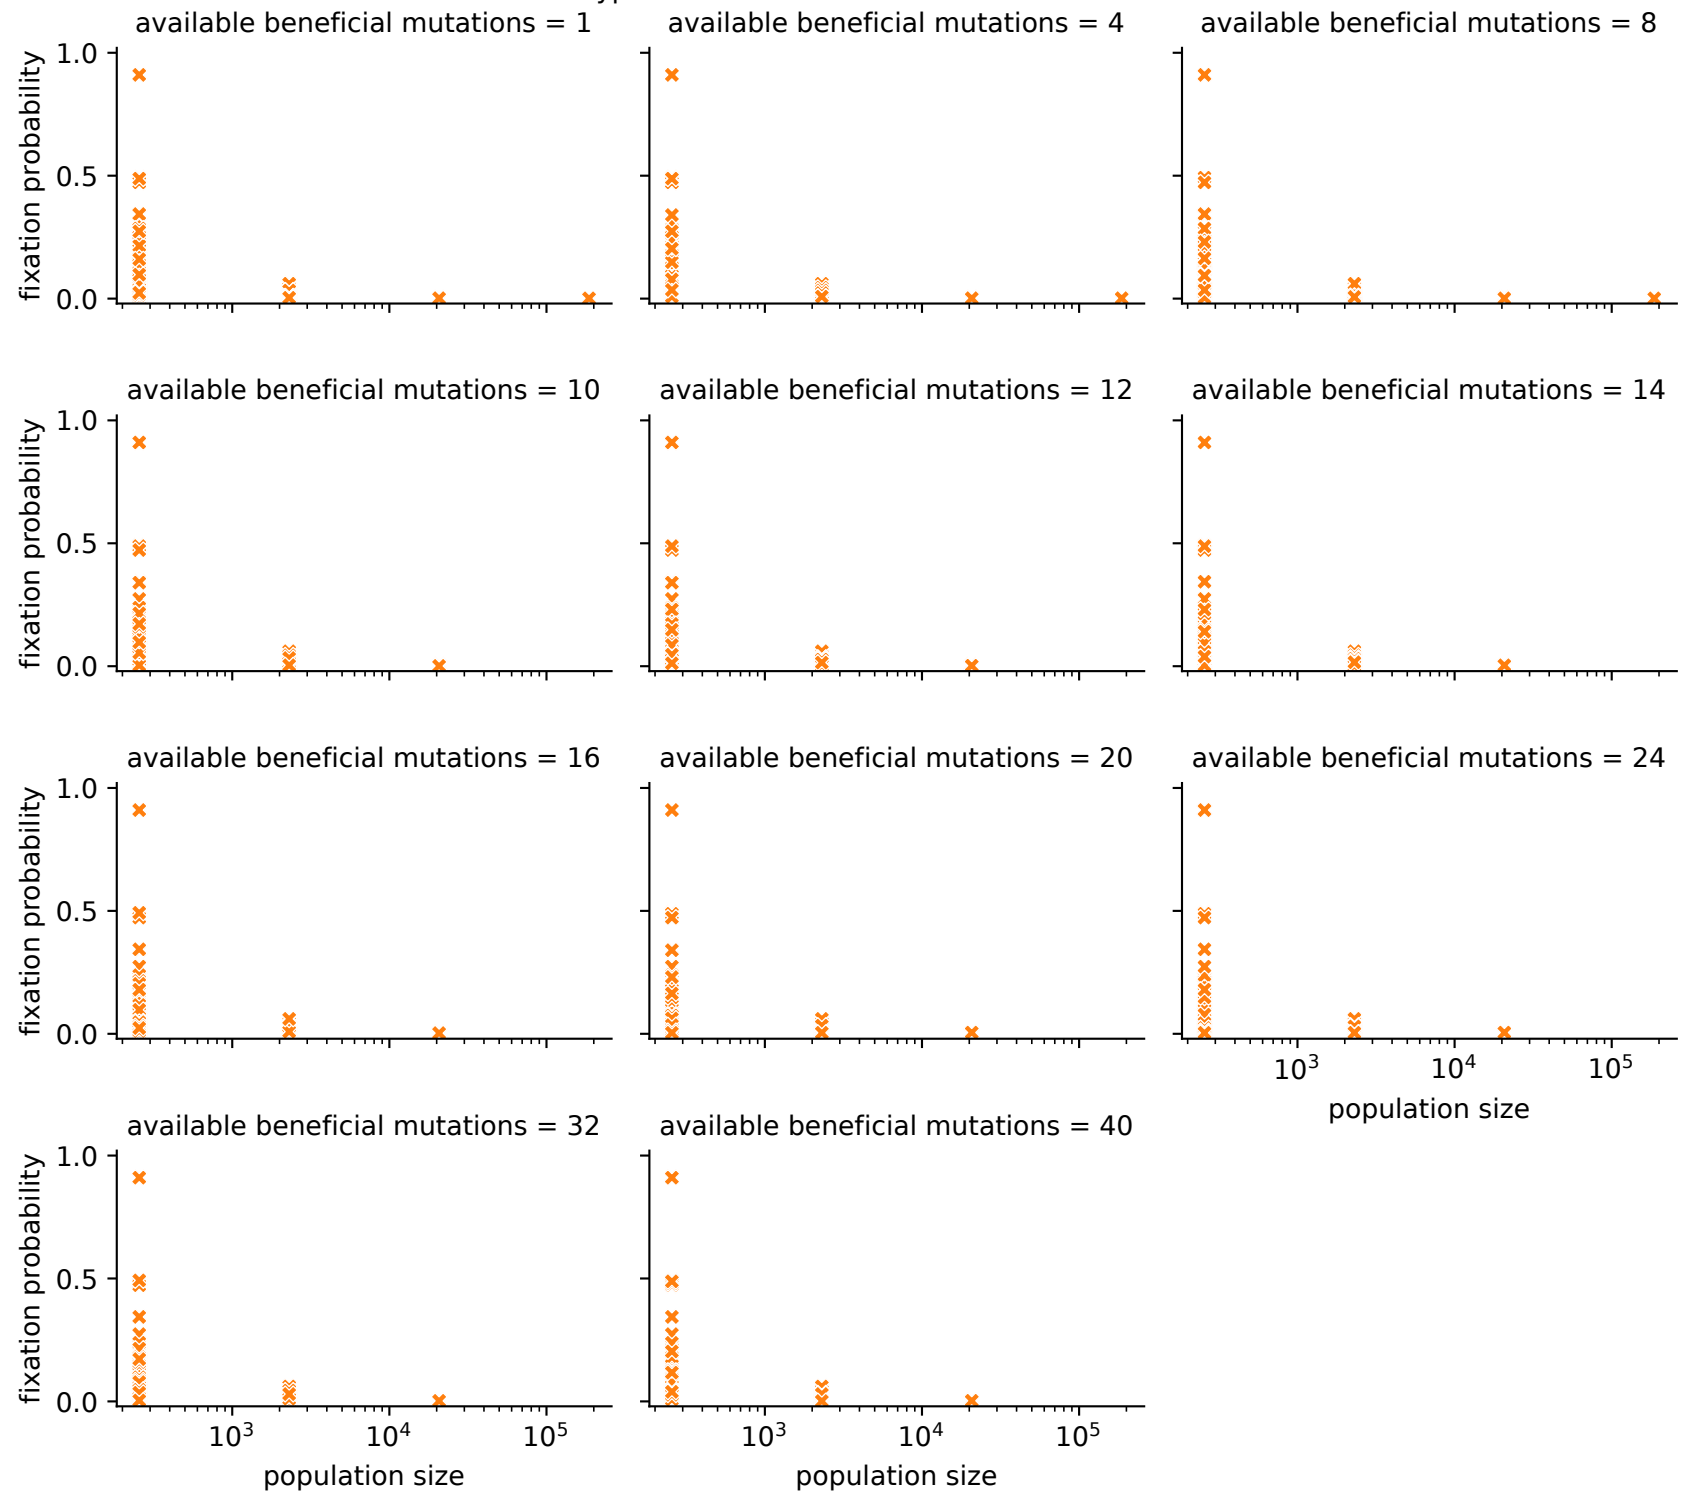 available beneficial mutations = 1
available beneficial mutations = 4
available beneficial mutations = 8
fixation probability
1.0
0.5
0.0
available beneficial mutations = 10
available beneficial mutations = 12
available beneficial mutations = 14
fixation probability
1.0
0.5
0.0
available beneficial mutations = 16
available beneficial mutations = 20
available beneficial mutations = 24
fixation probability
1.0
0.5
0.0
10³ 10⁴ 10⁵
population size
available beneficial mutations = 32
available beneficial mutations = 40
fixation probability
1.0
0.5
0.0
10³ 10⁴ 10⁵
10³ 10⁴ 10⁵
population size
population size